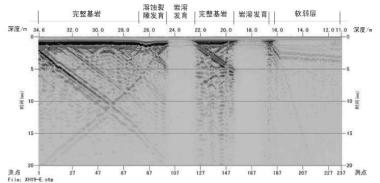 完整基岩 溶蚀裂隙发育 岩溶发育 完整基岩 岩溶发育 软弱层
深度/m 34.6 32.0 30.0 28.0 26.0 24.0 22.0 20.0 18.0 16.0 14.0 12.0 11.0 深度/m
0 0
5 5
时间(ns) 时间(ns)
10 10
15 15
20 20
测点 1 27 47 67 87 107 127 147 167 187 207 227 237 测点
File: XH19-E.stp